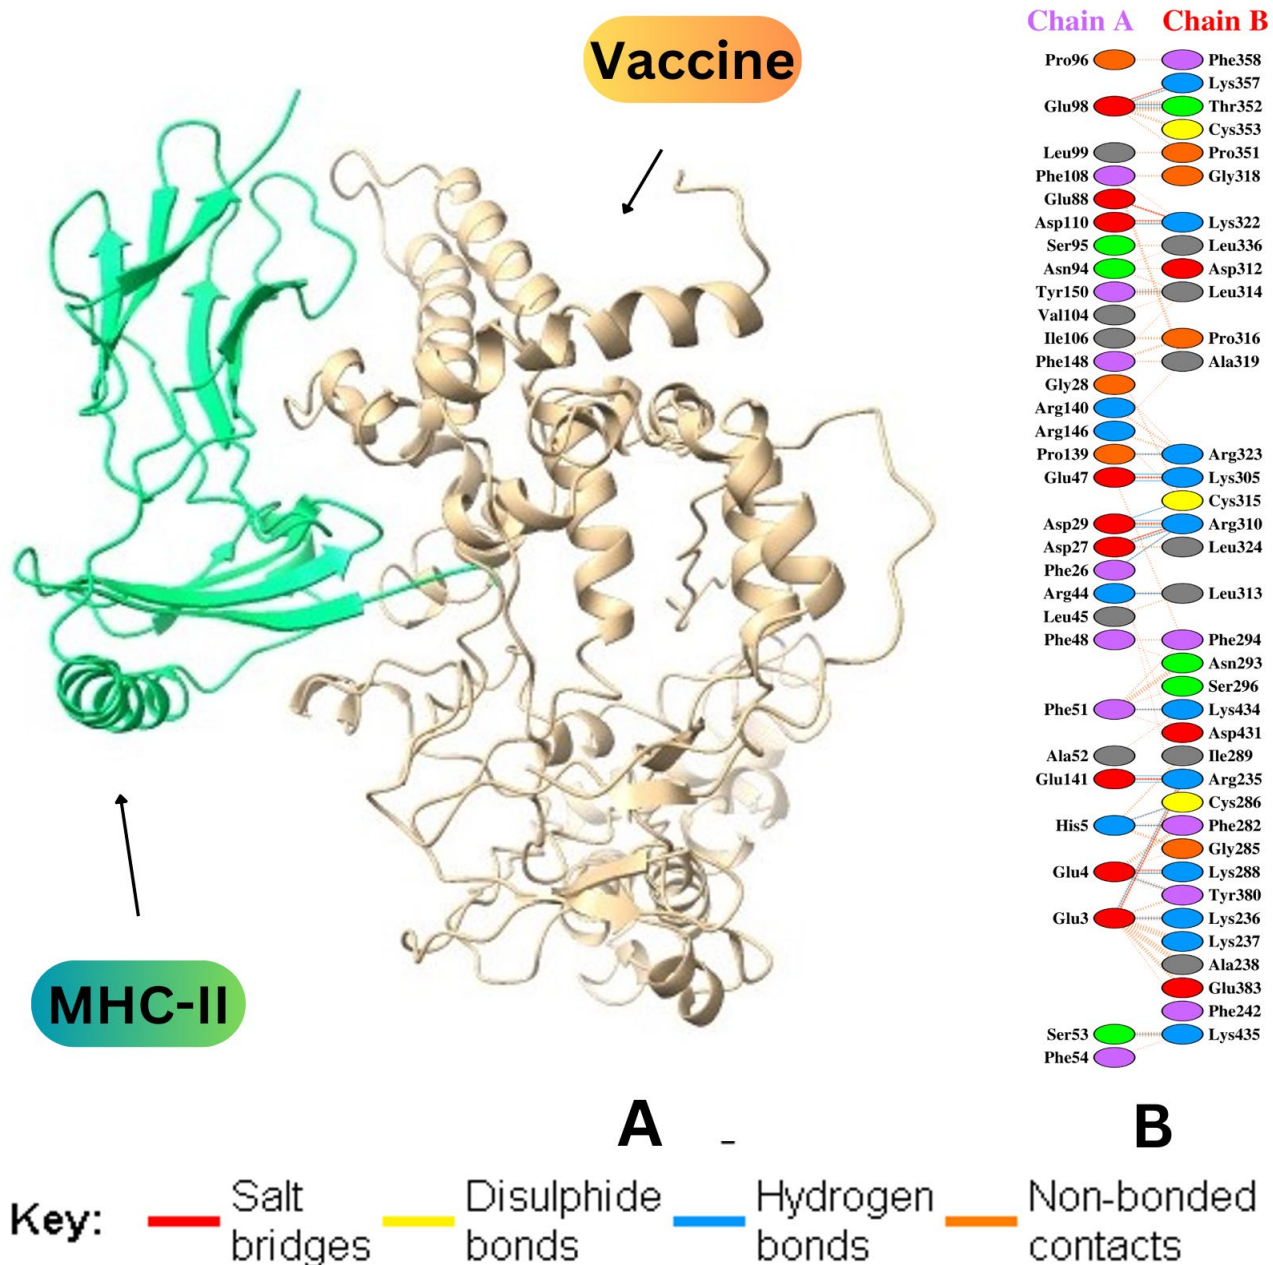 Vaccine
MHC-II
Chain A Chain B
Pro96 Phe358
Lys357
Glu98 Thr352
Cys353
Leu99 Pro351
Phe108 Gly318
Glu88
Asp110 Lys322
Ser95 Leu336
Asn94 Asp312
Tyr150 Leu314
Val104
Ile106 Pro316
Phe148 Ala319
Gly28
Arg140
Arg146
Pro139 Arg323
Glu47 Lys305
Cys315
Asp29 Arg310
Asp27 Leu324
Phe26
Arg44 Leu313
Leu45
Phe48 Phe294
Asn293
Ser296
Phe51 Lys434
Asp431
Ala52 Ile289
Glu141 Arg235
Cys286
His5 Phe282
Gly285
Glu4 Lys288
Tyr380
Glu3 Lys236
Lys237
Ala238
Glu383
Phe242
Ser53 Lys435
Phe54
A - B
Key: Salt bridges Disulphide bonds Hydrogen bonds Non-bonded contacts